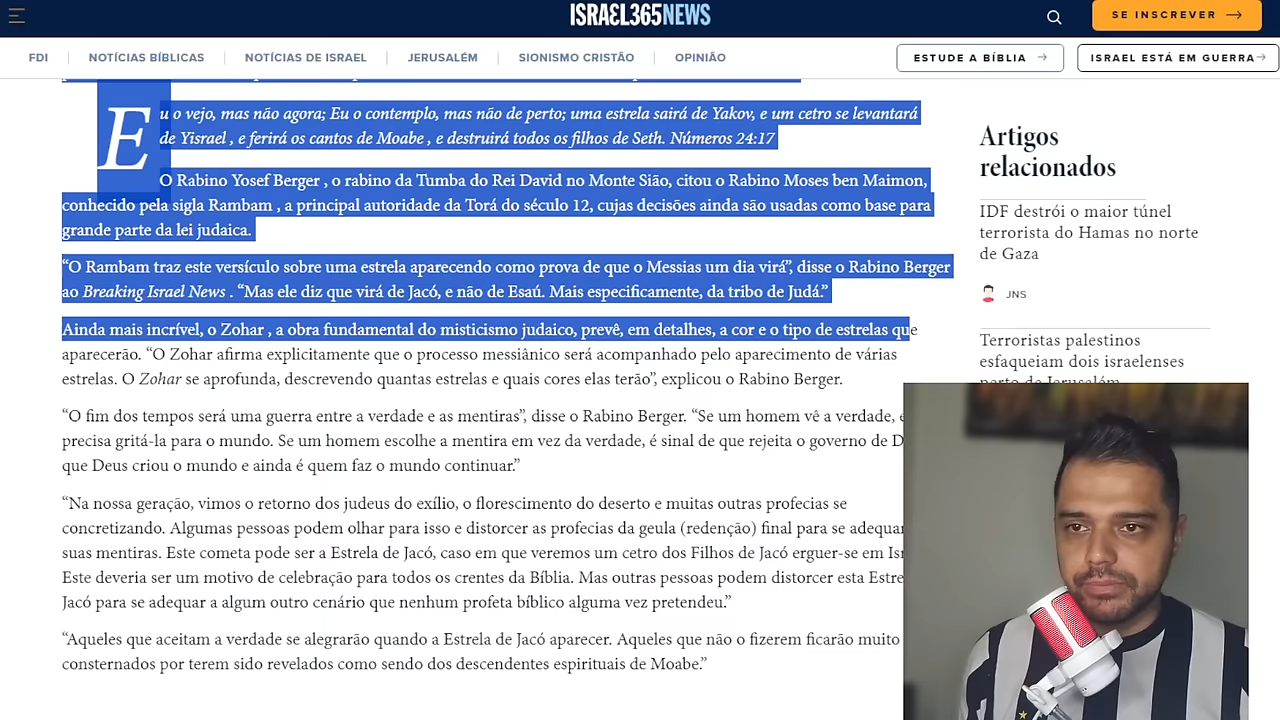 ISRAEL365NEWS
SE INSCREVER
FDI
NOTÍCIAS BÍBLICAS
NOTÍCIAS DE ISRAEL
JERUSALÉM
SIONISMO CRISTÃO
OPINIÃO
ESTUDE A BÍBLIA
ISRAEL ESTÁ EM GUERRA
Eu o vejo, mas não agora; Eu o contemplo, mas não de perto; uma estrela sairá de Yakov, e um cetro se levantará
de Yisrael , e ferirá os cantos de Moabe , e destruirá todos os filhos de Seth. Números 24:17
O Rabino Yosef Berger , o rabino da Tumba do Rei David no Monte Sião, citou o Rabino Moses ben Maimon,
conhecido pela sigla Rambam , a principal autoridade da Torá do século 12, cujas decisões ainda são usadas como base para
grande parte da lei judaica.
“O Rambam traz este versículo sobre uma estrela aparecendo como prova de que o Messias um dia virá”, disse o Rabino Berger
ao Breaking Israel News . “Mas ele diz que virá de Jacó, e não de Esaú. Mais especificamente, da tribo de Judá.”
Ainda mais incrível, o Zohar , a obra fundamental do misticismo judaico, prevê, em detalhes, a cor e o tipo de estrelas que
aparecerão. “O Zohar afirma explicitamente que o processo messiânico será acompanhado pelo aparecimento de várias
estrelas. O Zohar se aprofunda, descrevendo quantas estrelas e quais cores elas terão”, explicou o Rabino Berger.
“O fim dos tempos será uma guerra entre a verdade e as mentiras”, disse o Rabino Berger. “Se um homem vê a verdade,
precisa gritá-la para o mundo. Se um homem escolhe a mentira em vez da verdade, é sinal de que rejeita o governo de
que Deus criou o mundo e ainda é quem faz o mundo continuar.”
“Na nossa geração, vimos o retorno dos judeus do exílio, o florescimento do deserto e muitas outras profecias se
concretizando. Algumas pessoas podem olhar para isso e distorcer as profecias da geula (redenção) final para se
suas mentiras. Este cometa pode ser a Estrela de Jacó, caso em que veremos um cetro dos Filhos de Jacó erguer-se em
Este deveria ser um motivo de celebração para todos os crentes da Bíblia. Mas outras pessoas podem distorcer esta
Jacó para se adequar a algum outro cenário que nenhum profeta bíblico alguma vez pretendeu.”
“Aqueles que aceitam a verdade se alegrarão quando a Estrela de Jacó aparecer. Aqueles que não o fizerem ficarão muito
consternados por terem sido revelados como sendo dos descendentes espirituais de Moabe.”
Artigos
relacionados
IDF destrói o maior túnel
terrorista do Hamas no norte
de Gaza
JNS
Terroristas palestinos
esfaqueiam dois israelenses
perto de Jerusalém